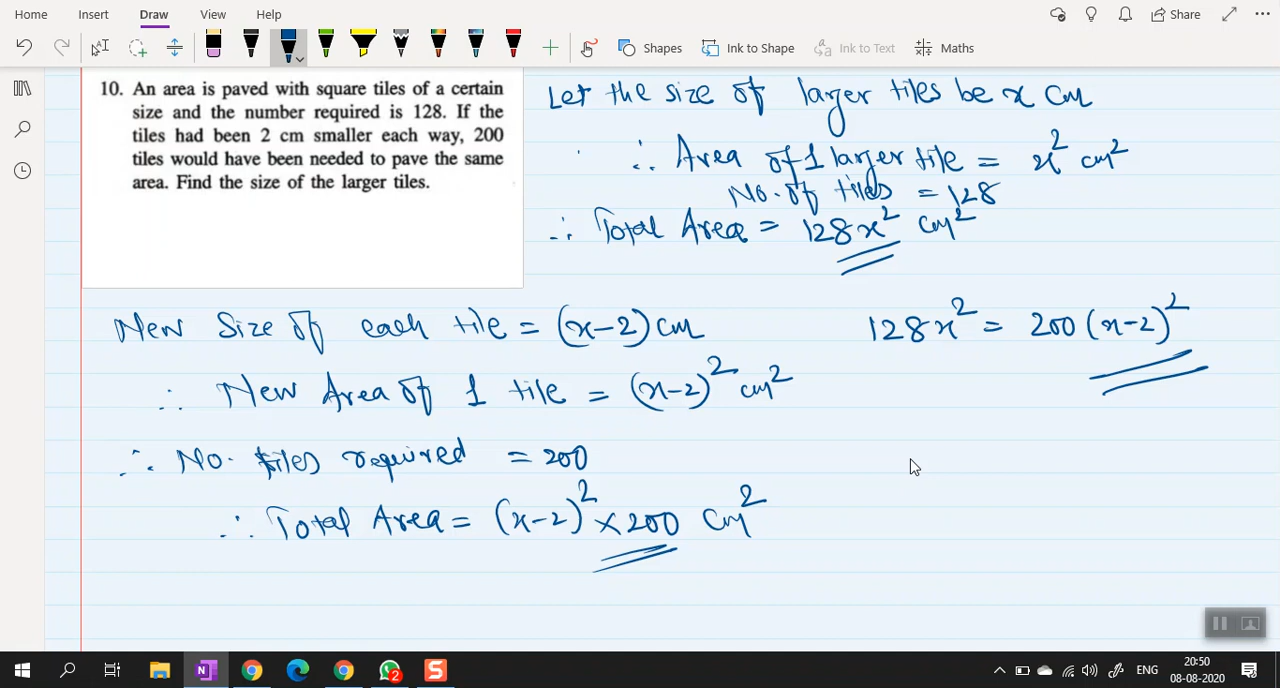 Home Insert Draw View Help
Share
Shapes Ink to Shape Ink to Text Maths
10. An area is paved with square tiles of a certain
size and the number required is 128. If the
tiles had been 2 cm smaller each way, 200
tiles would have been needed to pave the same
area. Find the size of the larger tiles.
Let the size of larger tiles be x cm
∴ Area of 1 larger tile = x² cm²
No. of tiles = 128
∴ Total Area = 128x² cm²
New Size of each tile = (x-2) cm
∴ New Area of 1 tile = (x-2)² cm²
∴ No. tiles required = 200
∴ Total Area = (x-2)² × 200 cm²
128x² = 200 (x-2)²
2
ENG
20:50
08-08-2020